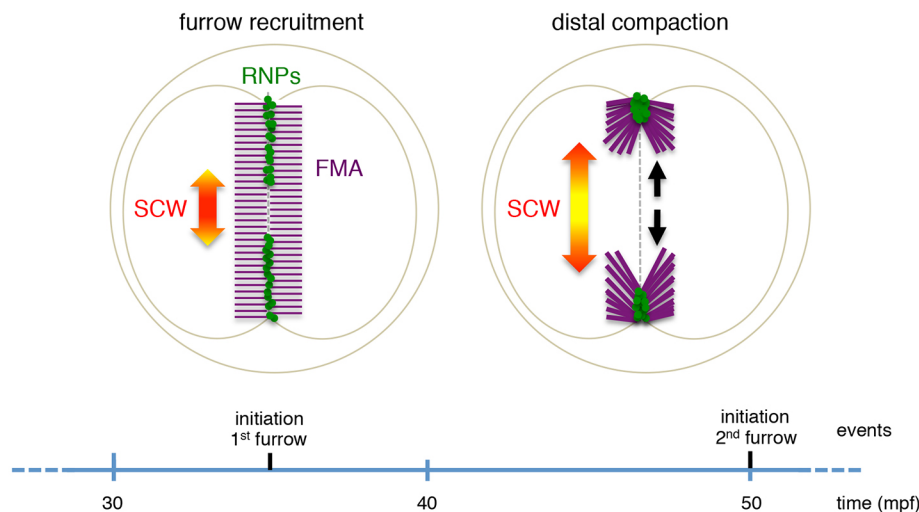 furrow recruitment
distal compaction
RNPs
FMA
SCW
SCW
initiation
1st furrow
initiation
2nd furrow
events
30
40
50
time (mpf)